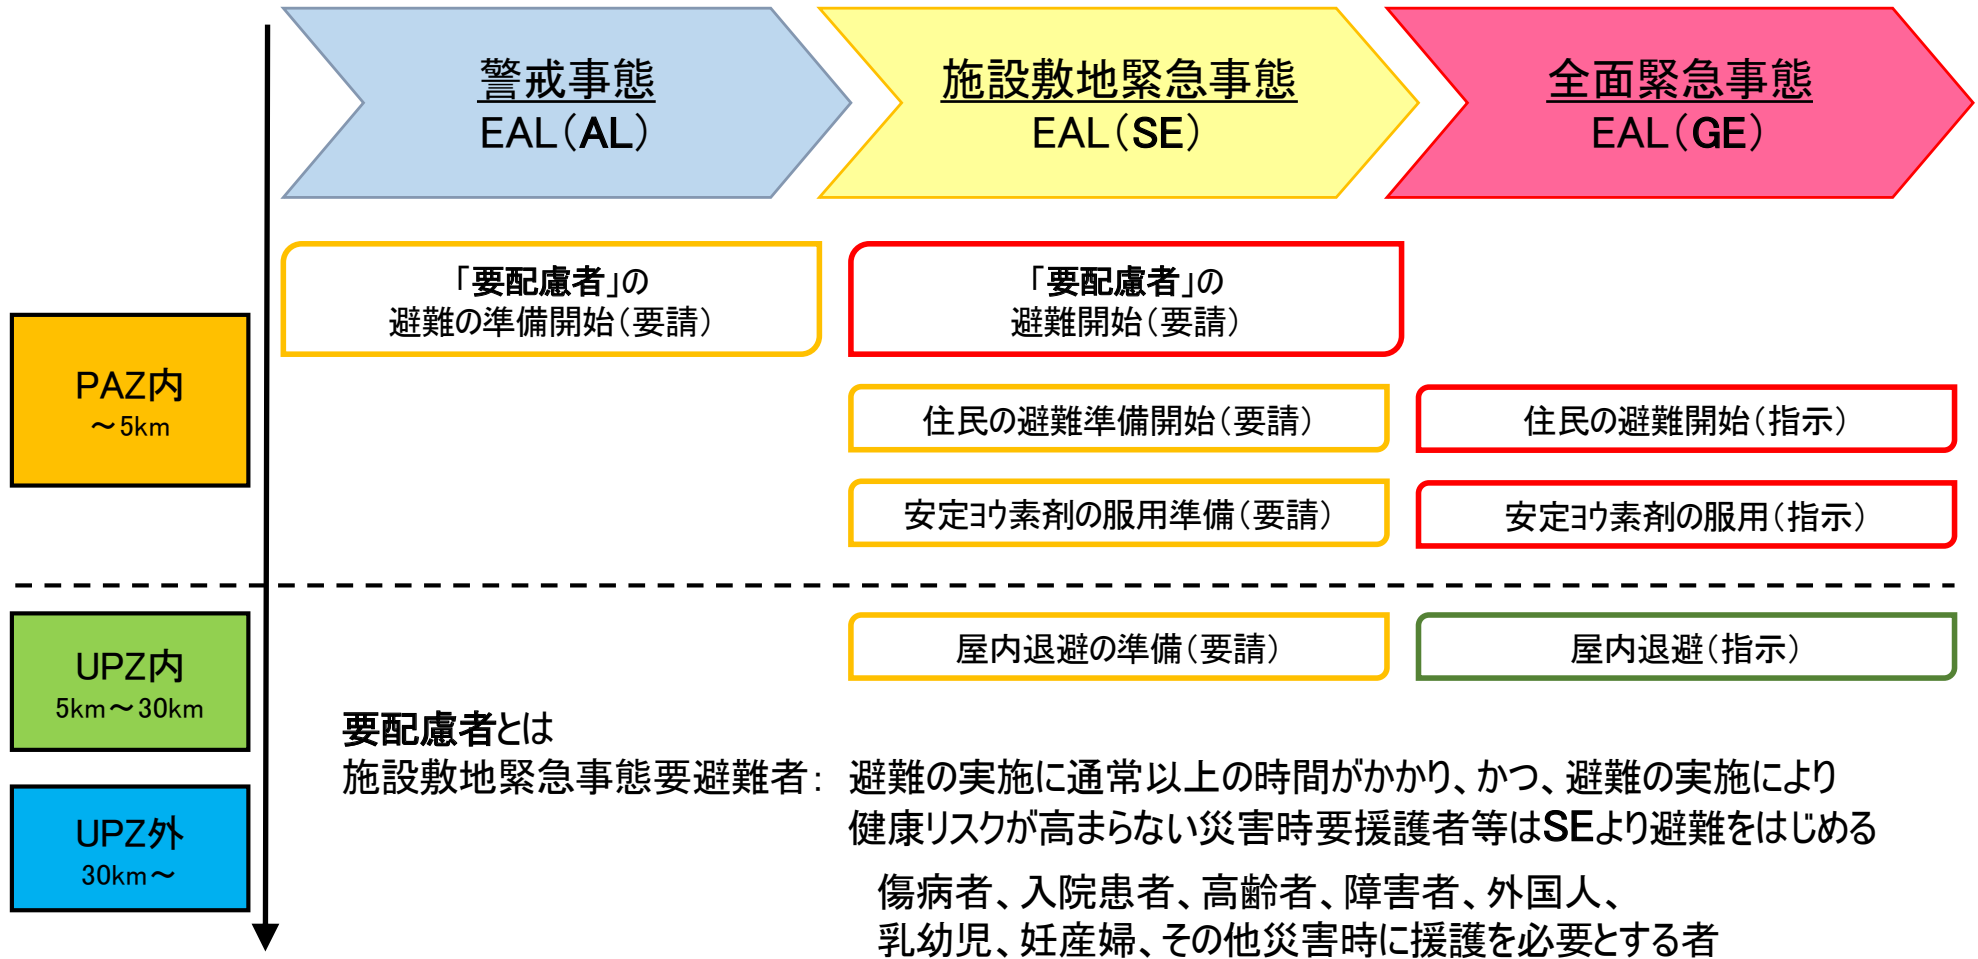 警戒事態
EAL(AL)
施設敷地緊急事態
EAL(SE)
全面緊急事態
EAL(GE)
「要配慮者」の
避難の準備開始(要請)
「要配慮者」の
避難開始(要請)
PAZ内
～5km
住民の避難準備開始(要請)
住民の避難開始(指示)
安定ヨウ素剤の服用準備(要請)
安定ヨウ素剤の服用(指示)
UPZ内
5km～30km
屋内退避の準備(要請)
屋内退避(指示)
UPZ外
30km～
要配慮者とは
施設敷地緊急事態要避難者： 避難の実施に通常以上の時間がかかり、かつ、避難の実施により
健康リスクが高まらない災害時要援護者等はSEより避難をはじめる
傷病者、入院患者、高齢者、障害者、外国人、
乳幼児、妊産婦、その他災害時に援護を必要とする者